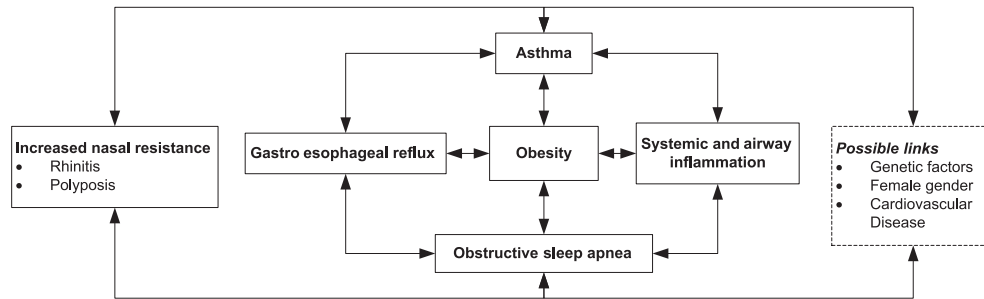 Asthma
Increased nasal resistance
• Rhinitis
• Polyposis
Gastro esophageal reflux
Obesity
Systemic and airway
inflammation
Possible links
• Genetic factors
• Female gender
• Cardiovascular
Disease
Obstructive sleep apnea